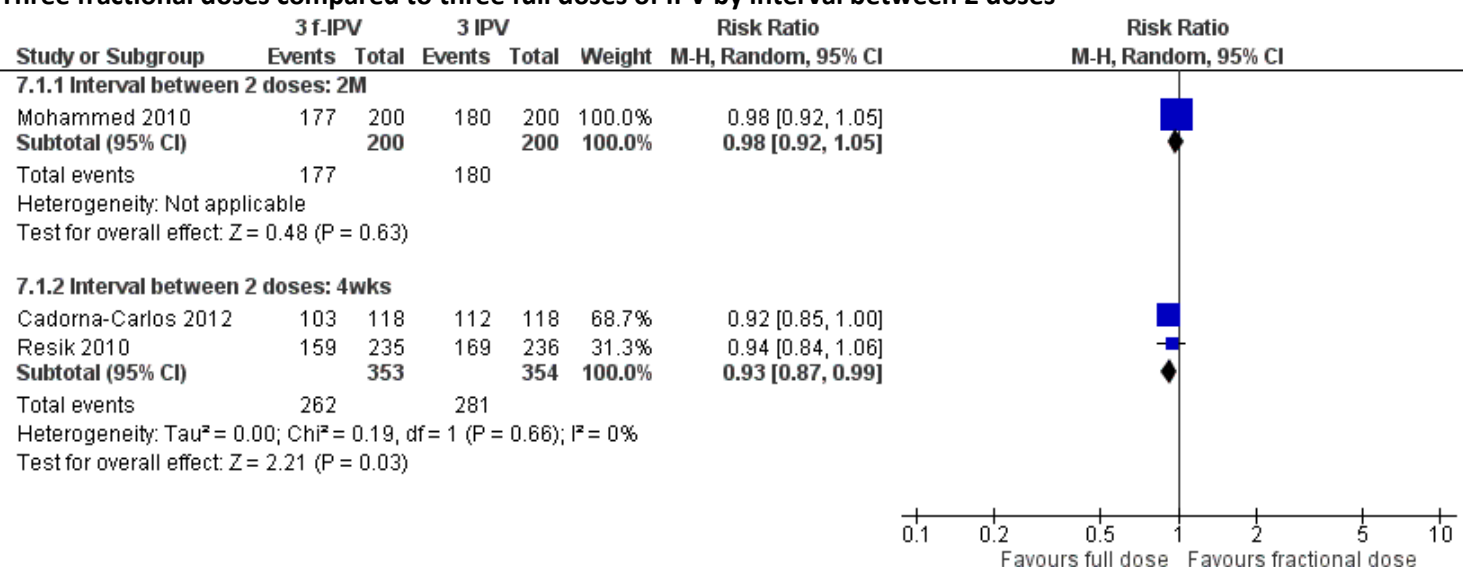 Three fractional doses compared to three full doses of IPV by interval between 2 doses
3 f-IPV 3 IPV Risk Ratio Risk Ratio
Study or Subgroup Events Total Events Total Weight M-H, Random, 95% CI M-H, Random, 95% CI
7.1.1 Interval between 2 doses: 2M
Mohammed 2010 177 200 180 200 100.0% 0.98 [0.92, 1.05]
Subtotal (95% CI) 200 200 100.0% 0.98 [0.92, 1.05]
Total events 177 180
Heterogeneity: Not applicable
Test for overall effect: Z = 0.48 (P = 0.63)
7.1.2 Interval between 2 doses: 4wks
Cadorna-Carlos 2012 103 118 112 118 68.7% 0.92 [0.85, 1.00]
Resik 2010 159 235 169 236 31.3% 0.94 [0.84, 1.06]
Subtotal (95% CI) 353 354 100.0% 0.93 [0.87, 0.99]
Total events 262 281
Heterogeneity: Tau² = 0.00; Chi² = 0.19, df = 1 (P = 0.66); I² = 0%
Test for overall effect: Z = 2.21 (P = 0.03)
0.1 0.2 0.5 1 2 5 10
Favours full dose Favours fractional dose